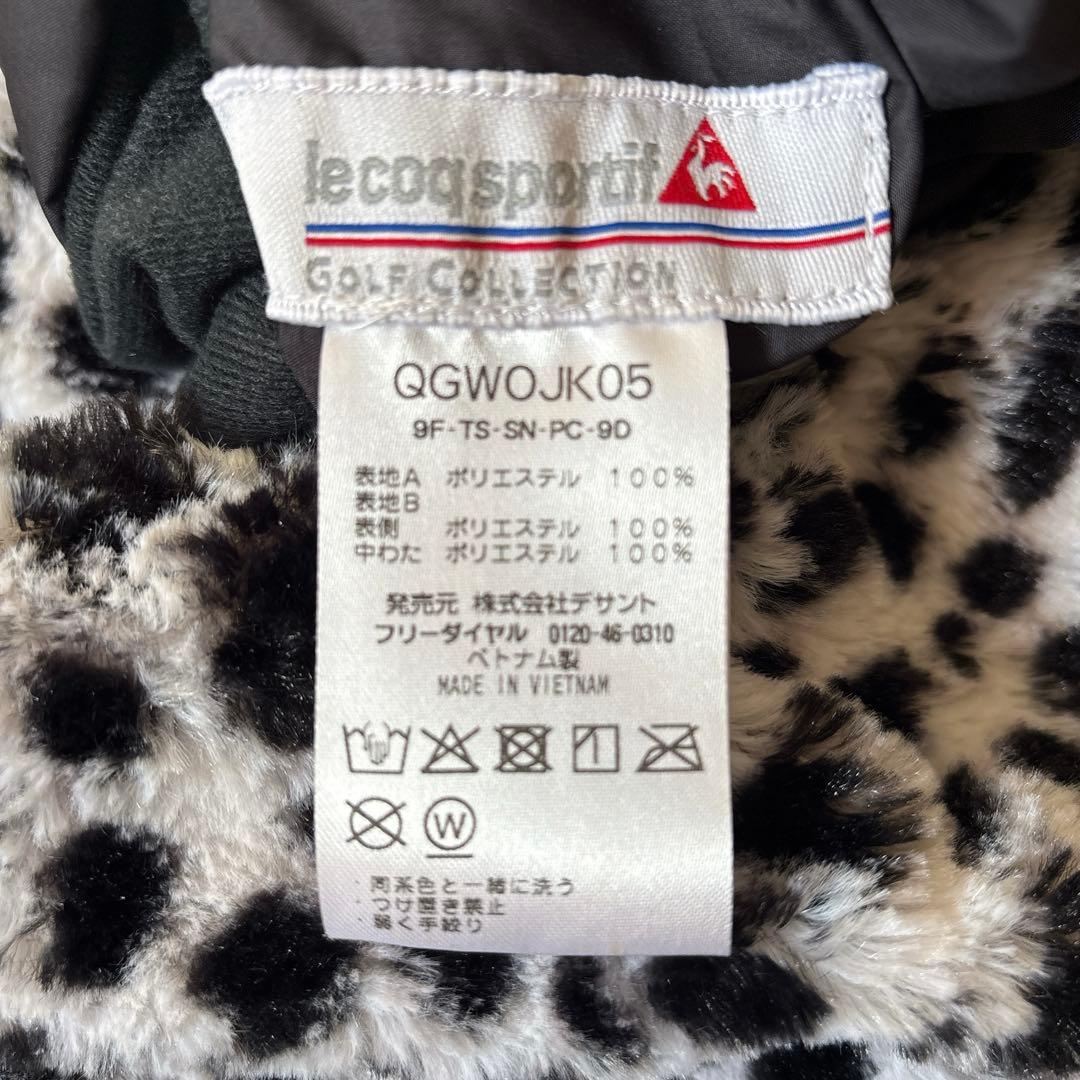 lecoqsportif
GOLF COLLECTION
QGWOJK05
9F-TS-SN-PC-9D
表地A ポリエステル 100%
表地B
表側 ポリエステル 100%
中わた ポリエステル 100%
発売元 株式会社デサント
フリーダイヤル 0120-46-0310
ベトナム製
MADE IN VIETNAM
W
・同系色と一緒に洗う
・つけ置き禁止
・弱く手絞り